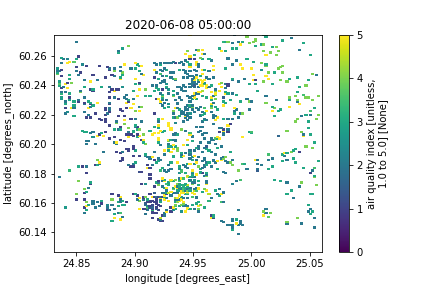 2020-06-08 05:00:00
60.26
60.24
60.22
60.20
60.18
60.16
60.14
latitude [degrees_north]
24.85 24.90 24.95 25.00 25.05
longitude [degrees_east]
5
4
3
2
1
0
air quality index [unitless,
1.0 to 5.0] [None]